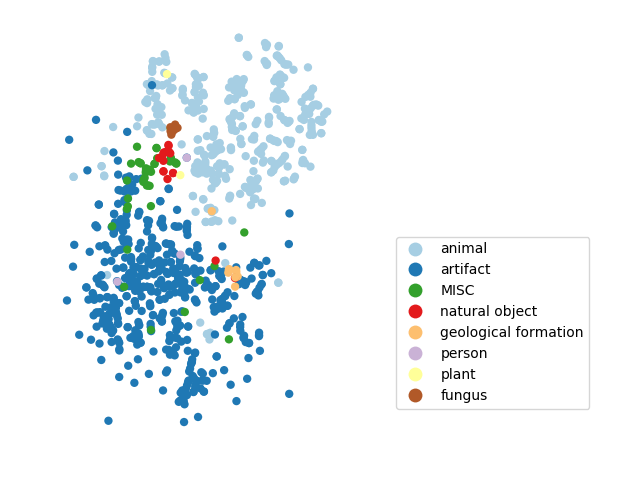 animal
artifact
MISC
natural object
geological formation
person
plant
fungus